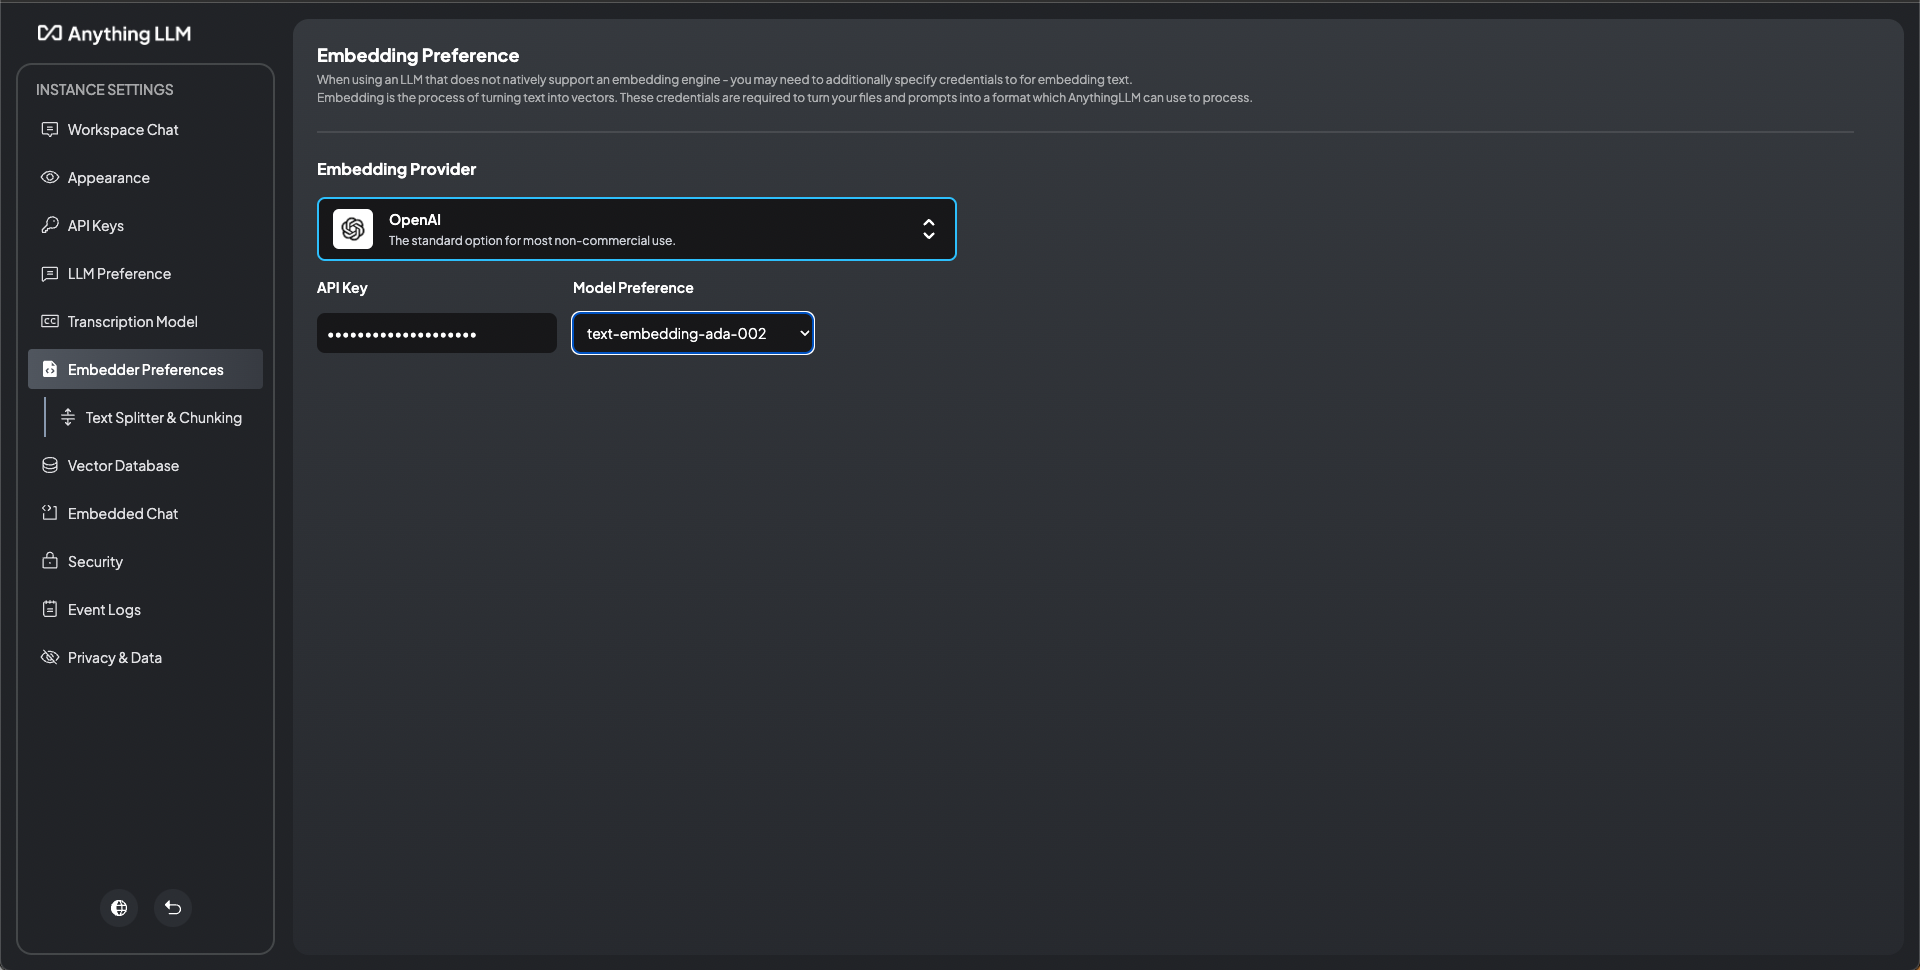 Anything LLM
INSTANCE SETTINGS
Workspace Chat
Appearance
API Keys
LLM Preference
Transcription Model
Embedder Preferences
Text Splitter & Chunking
Vector Database
Embedded Chat
Security
Event Logs
Privacy & Data
Embedding Preference
When using an LLM that does not natively support an embedding engine - you may need to additionally specify credentials to for embedding text.
Embedding is the process of turning text into vectors. These credentials are required to turn your files and prompts into a format which AnythingLLM can use to process.
Embedding Provider
OpenAI
The standard option for most non-commercial use.
API Key
Model Preference
••••••••••••••••••••
text-embedding-ada-002